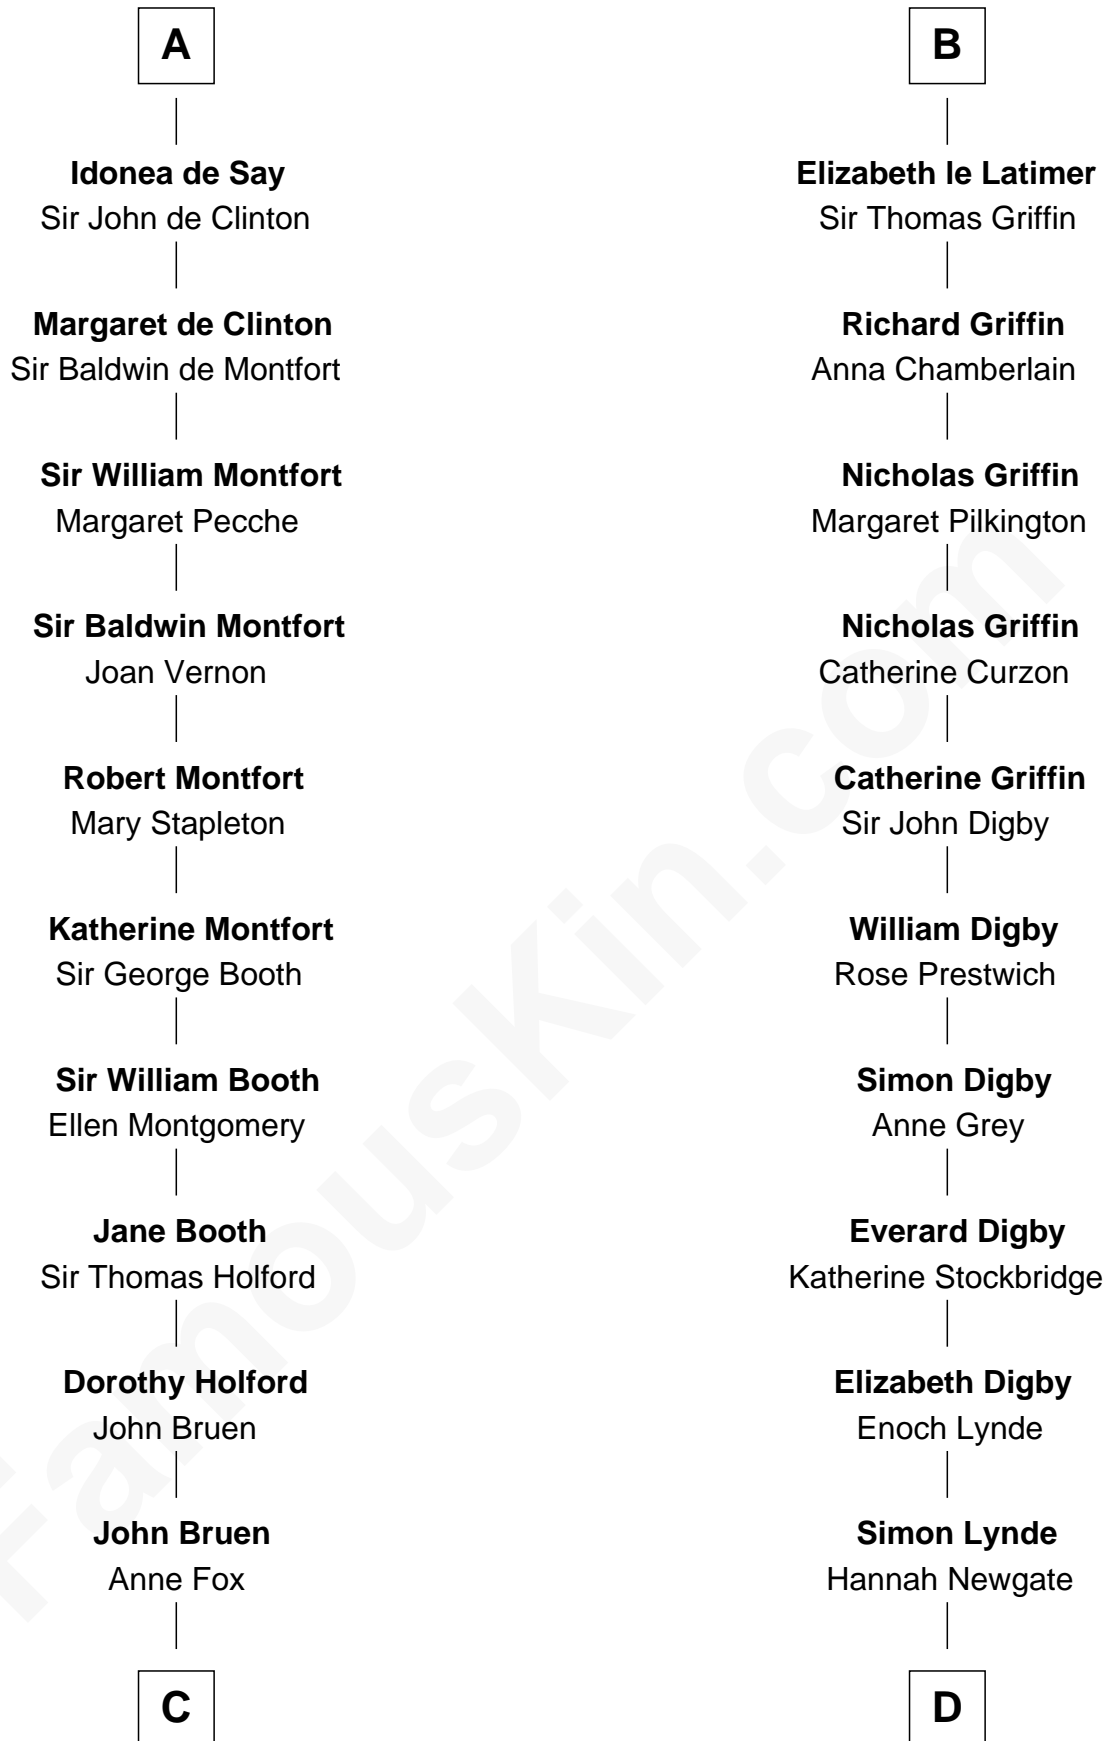 A
Idonea de Say
Sir John de Clinton
Margaret de Clinton
Sir Baldwin de Montfort
Sir William Montfort
Margaret Pecche
Sir Baldwin Montfort
Joan Vernon
Robert Montfort
Mary Stapleton
Katherine Montfort
Sir George Booth
Sir William Booth
Ellen Montgomery
Jane Booth
Sir Thomas Holford
Dorothy Holford
John Bruen
John Bruen
Anne Fox
C
B
Elizabeth le Latimer
Sir Thomas Griffin
Richard Griffin
Anna Chamberlain
Nicholas Griffin
Margaret Pilkington
Nicholas Griffin
Catherine Curzon
Catherine Griffin
Sir John Digby
William Digby
Rose Prestwich
Simon Digby
Anne Grey
Everard Digby
Katherine Stockbridge
Elizabeth Digby
Enoch Lynde
Simon Lynde
Hannah Newgate
D
FamousKin.com